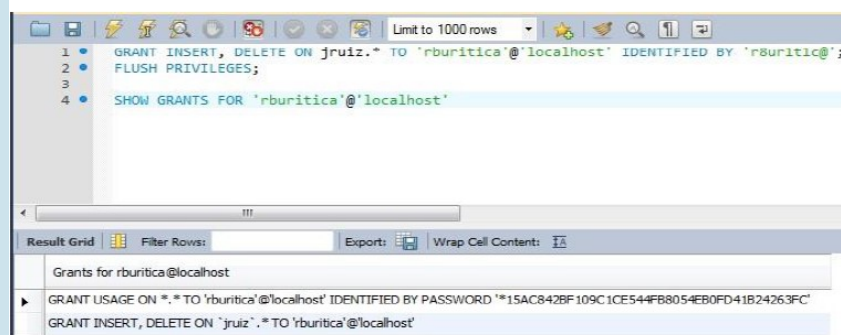 Limit to 1000 rows
1 GRANT INSERT, DELETE ON jruiz.* TO 'rburitica'@'localhost' IDENTIFIED BY 'r8uritic@';
2 FLUSH PRIVILEGES;
3
4 SHOW GRANTS FOR 'rburitica'@'localhost'
Result Grid Filter Rows: Export: Wrap Cell Content: IA
Grants for rburitica@localhost
GRANT USAGE ON *.* TO 'rburitica'@'localhost' IDENTIFIED BY PASSWORD '*15AC842BF109C1CE544FB8054EB0FD41B24263FC'
GRANT INSERT, DELETE ON `jruiz`.* TO 'rburitica'@'localhost'